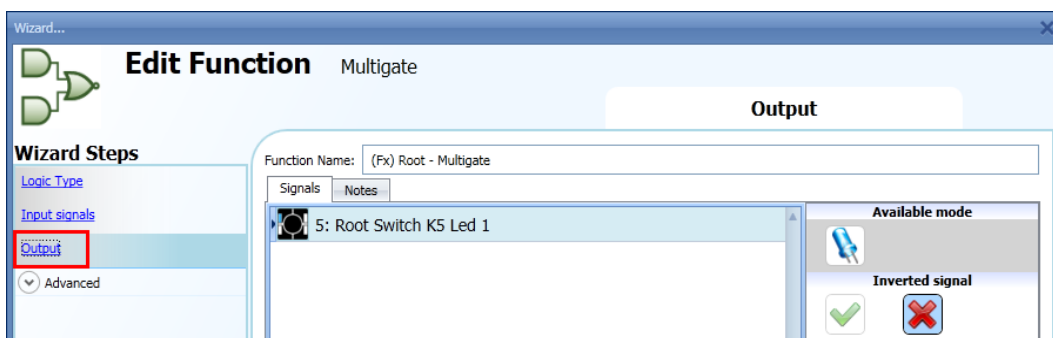 Wizard...
Edit Function Multigate
Output
Wizard Steps
Logic Type
Input signals
Output
Advanced
Function Name: (Fx) Root - Multigate
Signals Notes
5: Root Switch K5 Led 1
Available mode
Inverted signal